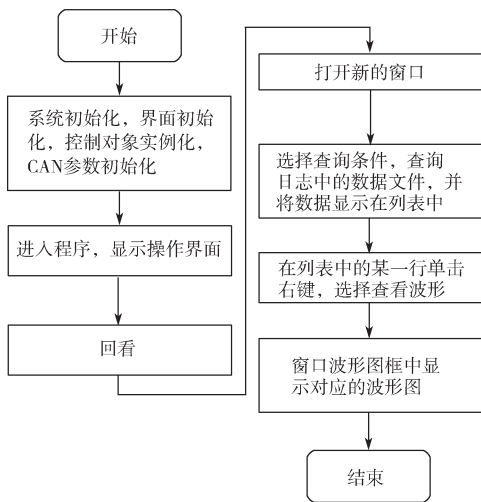 开始
系统初始化，界面初始
化，控制对象实例化，
CAN参数初始化
进入程序，显示操作界面
回看
打开新的窗口
选择查询条件，查询
日志中的数据文件，并
将数据显示在列表中
在列表中的某一行单击
右键，选择查看波形
窗口波形图框中显
示对应的波形图
结束